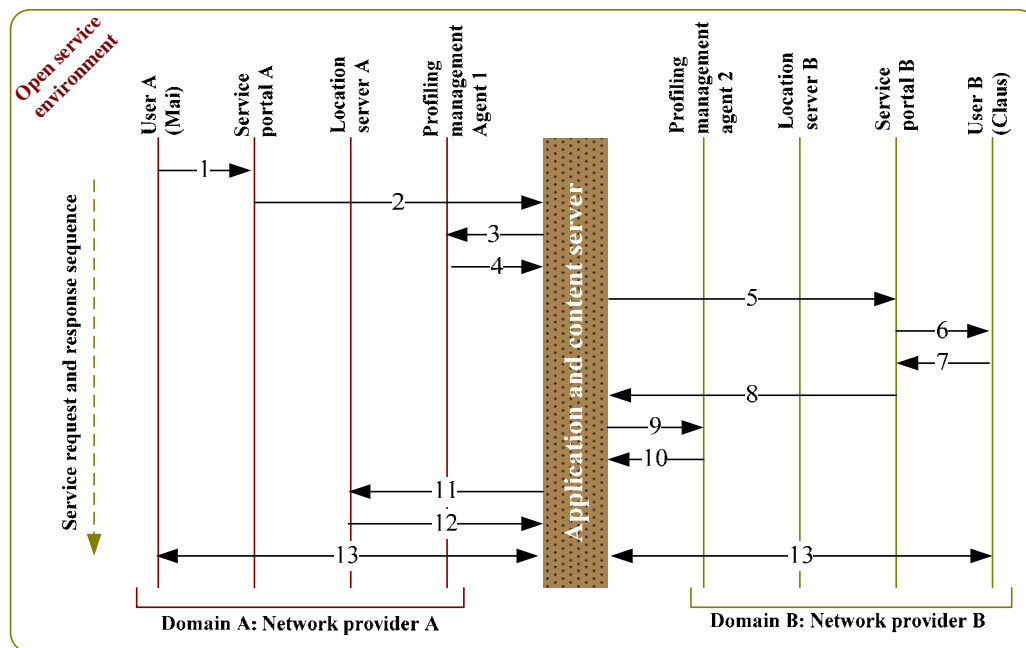 Open service
environment
User A
(Mai)
Service
portal A
Location
server A
Profiling
management
Agent 1
Profiling
management
agent 2
Location
server B
Service
portal B
User B
(Claus)
Service request and response sequence
Application and content server
1
2
3
4
5
6
7
8
9
10
11
12
13
13
Domain A: Network provider A
Domain B: Network provider B